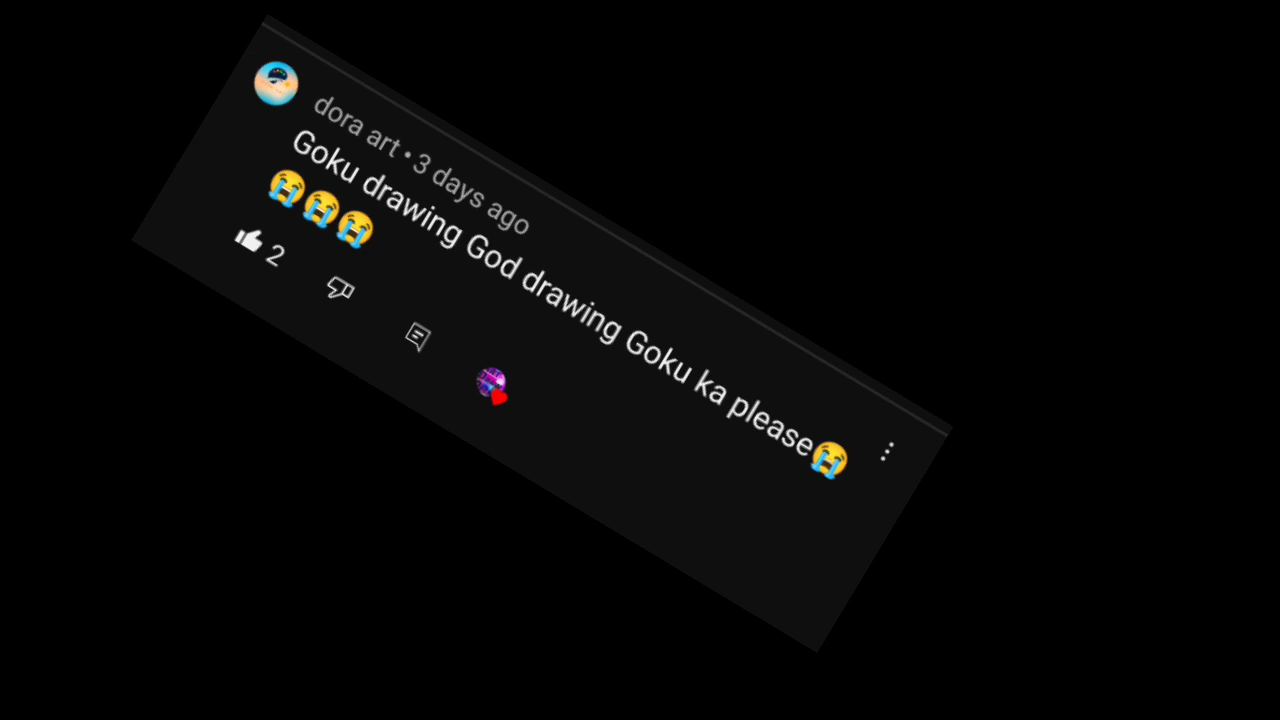 dora art • 3 days ago
Goku drawing God drawing Goku ka please😭
😭😭😭
2